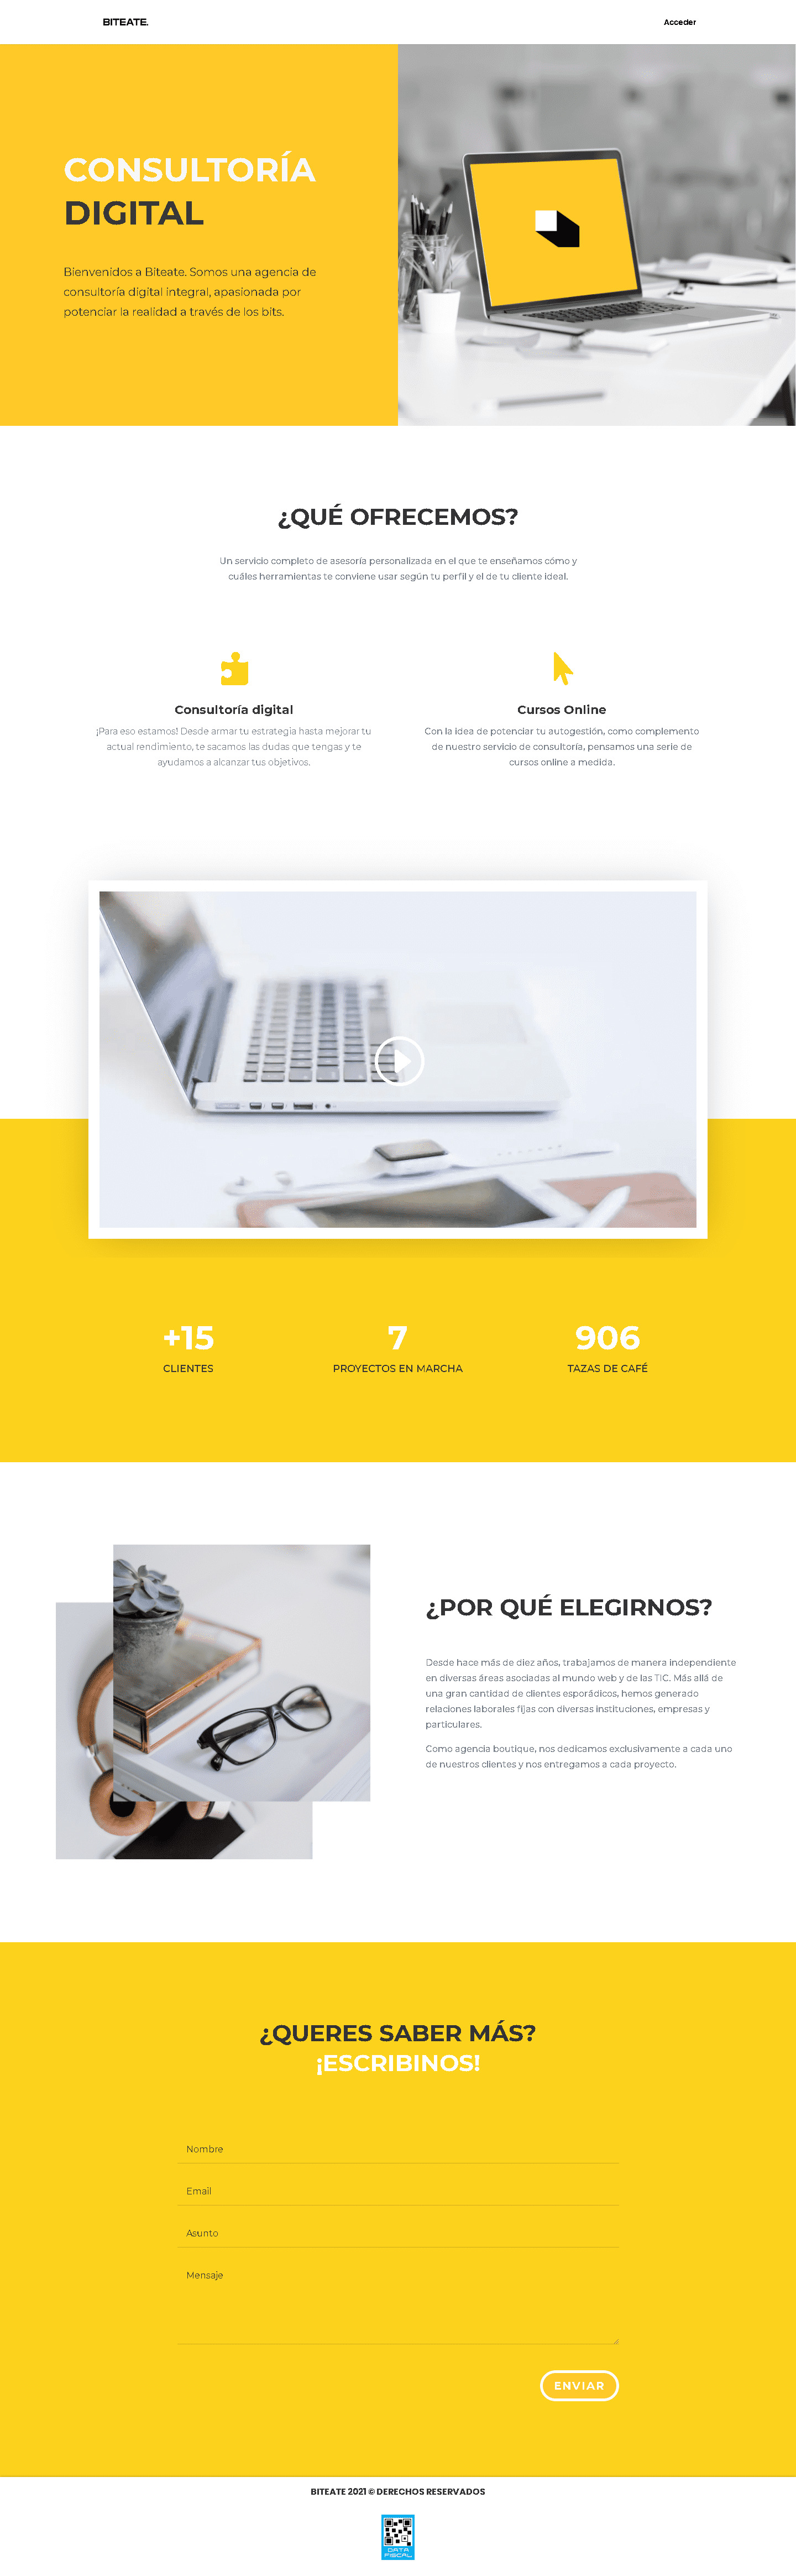 BITEATE.
Acceder
CONSULTORÍA
DIGITAL
Bienvenidos a Biteate. Somos una agencia de
consultoría digital integral, apasionada por
potenciar la realidad a través de los bits.
¿QUÉ OFRECEMOS?
Un servicio completo de asesoría personalizada en el que te enseñamos cómo y
cuáles herramientas te conviene usar según tu perfil y el de tu cliente ideal.
Consultoría digital
¡Para eso estamos! Desde armar tu estrategia hasta mejorar tu
actual rendimiento, te sacamos las dudas que tengas y te
ayudamos a alcanzar tus objetivos.
Cursos Online
Con la idea de potenciar tu autogestión, como complemento
de nuestro servicio de consultoría, pensamos una serie de
cursos online a medida.
+15
CLIENTES
7
PROYECTOS EN MARCHA
906
TAZAS DE CAFÉ
¿POR QUÉ ELEGIRNOS?
Desde hace más de diez años, trabajamos de manera independiente
en diversas áreas asociadas al mundo web y de las TIC. Más allá de
una gran cantidad de clientes esporádicos, hemos generado
relaciones laborales fijas con diversas instituciones, empresas y
particulares.
Como agencia boutique, nos dedicamos exclusivamente a cada uno
de nuestros clientes y nos entregamos a cada proyecto.
¿QUERES SABER MÁS?
¡ESCRIBINOS!
Nombre
Email
Asunto
Mensaje
ENVIAR
BITEATE 2021 © DERECHOS RESERVADOS
DATA
FISCAL